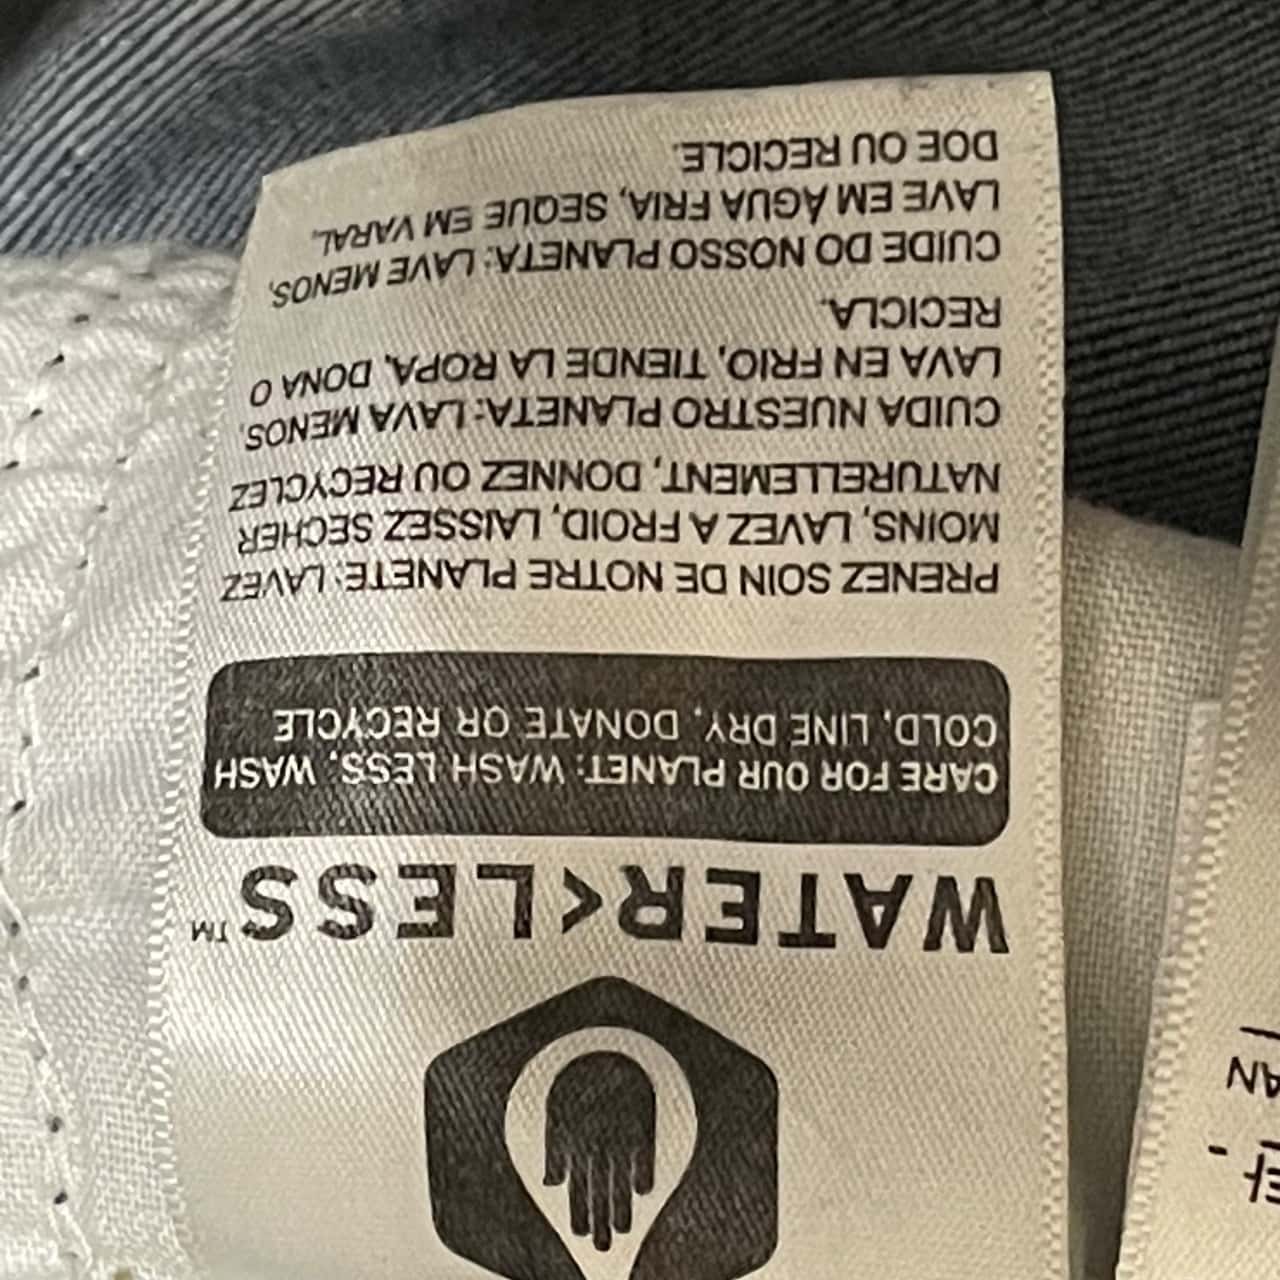 WATER<LESS™
CARE FOR OUR PLANET: WASH LESS, WASH
COLD, LINE DRY, DONATE OR RECYCLE
PRENEZ SOIN DE NOTRE PLANETE: LAVEZ
MOINS, LAVEZ A FROID, LAISSEZ SECHER
NATURELLEMENT, DONNEZ OU RECYCLEZ
CUIDA NUESTRO PLANETA: LAVA MENOS,
LAVA EN FRIO, TIENDE LA ROPA, DONA O
RECICLA.
CUIDE DO NOSSO PLANETA: LAVE MENOS,
LAVE EM AGUA FRIA, SEQUE EM VARAL,
DOE OU RECICLE.